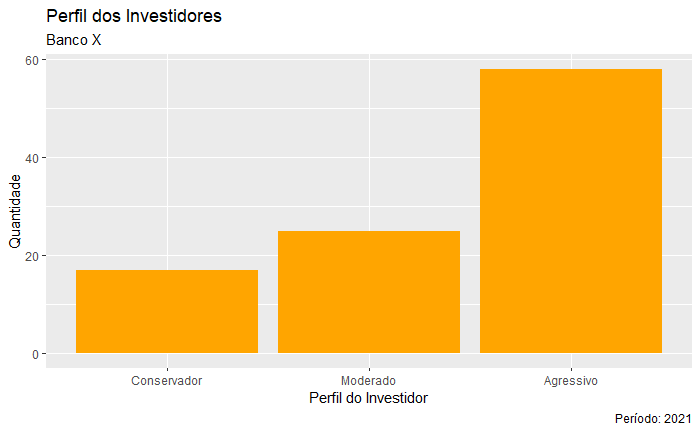 Perfil dos Investidores
Banco X
60
40
20
0
Quantidade
Conservador Moderado Agressivo
Perfil do Investidor
Período: 2021